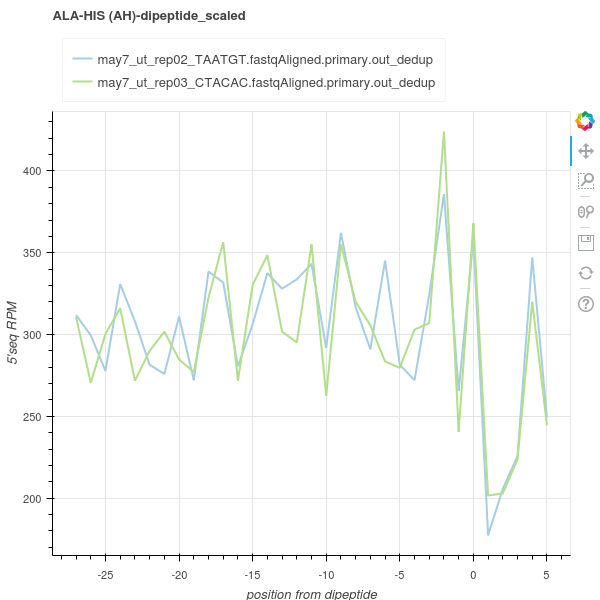 ALA-HIS (AH)-dipeptide_scaled
may7_ut_rep02_TAATGT.fastqAligned.primary.out_dedup
may7_ut_rep03_CTACAC.fastqAligned.primary.out_dedup
400
350
300
250
200
5'seq RPM
-25 -20 -15 -10 -5 0 5
position from dipeptide